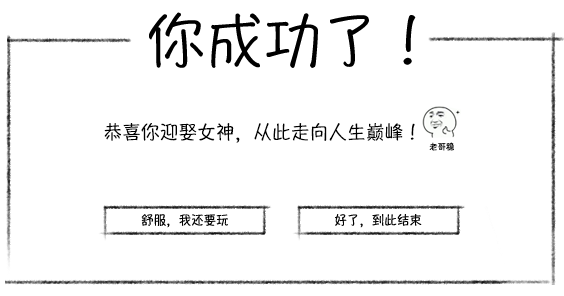 你成功了！
恭喜你迎娶女神，从此走向人生巅峰！
老哥稳
舒服，我还要玩
好了，到此结束